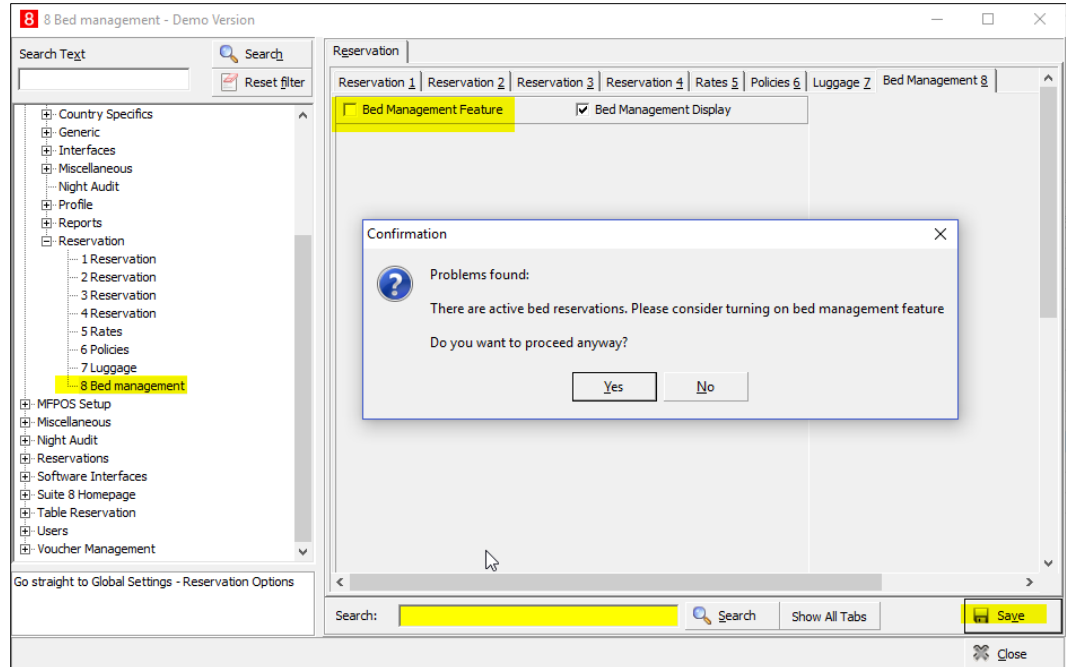 8 8 Bed management - Demo Version
Search Text
Search
Reset filter
Country Specifics
Generic
Interfaces
Miscellaneous
Night Audit
Profile
Reports
Reservation
1 Reservation
2 Reservation
3 Reservation
4 Reservation
5 Rates
6 Policies
7 Luggage
8 Bed management
MFPOS Setup
Miscellaneous
Night Audit
Reservations
Software Interfaces
Suite 8 Homepage
Table Reservation
Users
Voucher Management
Go straight to Global Settings - Reservation Options
Reservation
Reservation 1 Reservation 2 Reservation 3 Reservation 4 Rates 5 Policies 6 Luggage 7 Bed Management 8
Bed Management Feature Bed Management Display
Confirmation
Problems found:
There are active bed reservations. Please consider turning on bed management feature
Do you want to proceed anyway?
Yes No
Search: Search Show All Tabs Save
Close